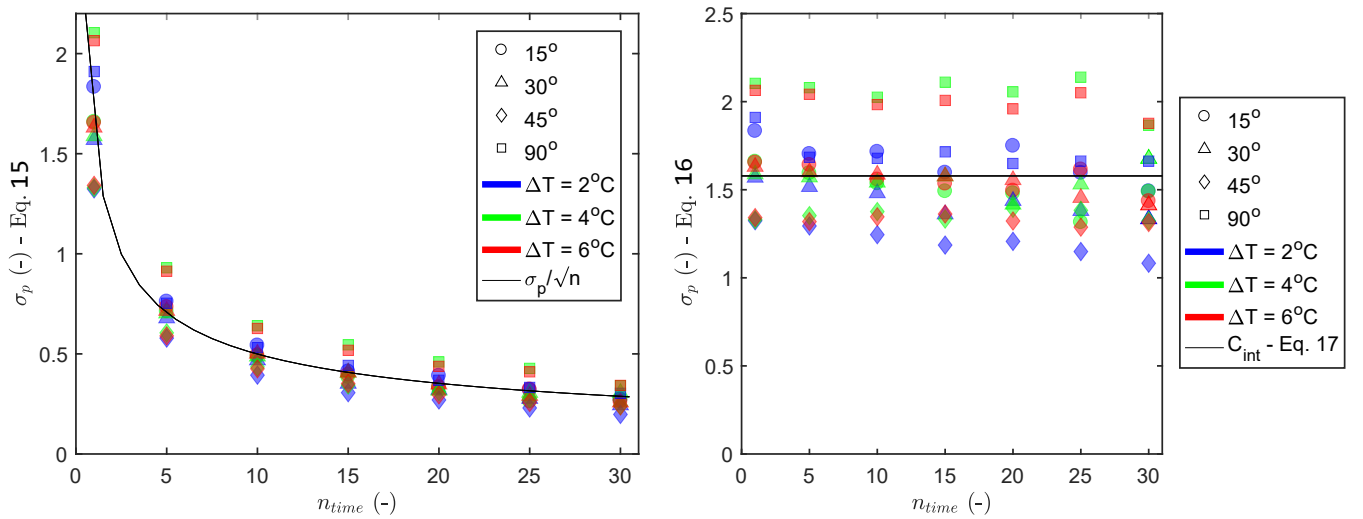 2
1.5
1
0.5
0
0
5
10
15
20
25
30
σp (-) - Eq. 15
ntime (-)
15o
30o
45o
90o
ΔT = 2oC
ΔT = 4oC
ΔT = 6oC
σp/√n
2.5
2
1.5
1
0.5
0
0
5
10
15
20
25
30
σp (-) - Eq. 16
ntime (-)
15o
30o
45o
90o
ΔT = 2oC
ΔT = 4oC
ΔT = 6oC
Cint - Eq. 17